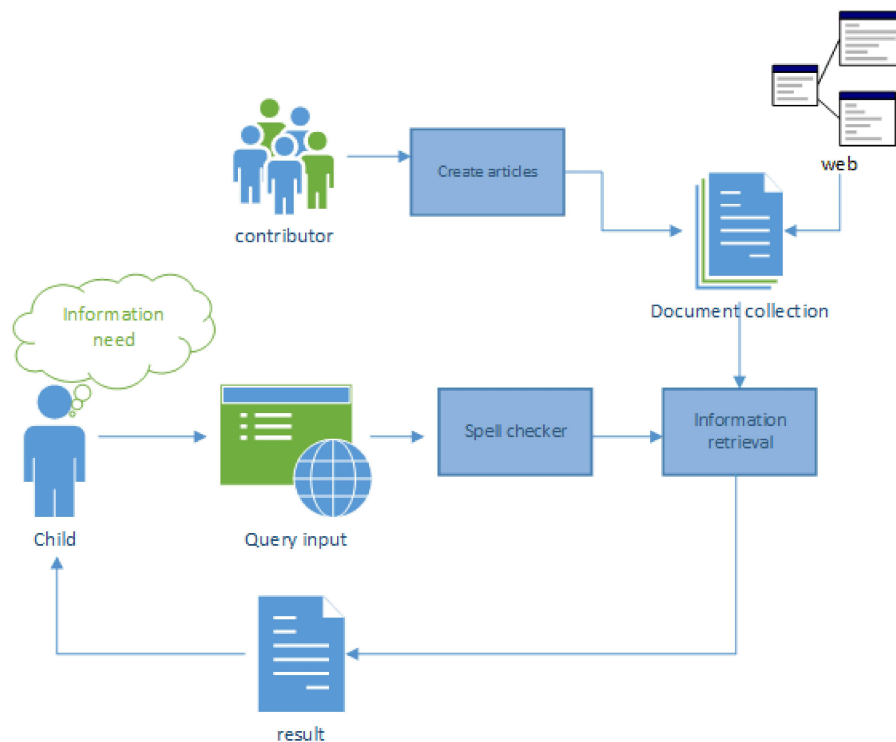 web
Create articles
contributor
Document collection
Information
need
Spell checker
Information
retrieval
Child
Query input
result